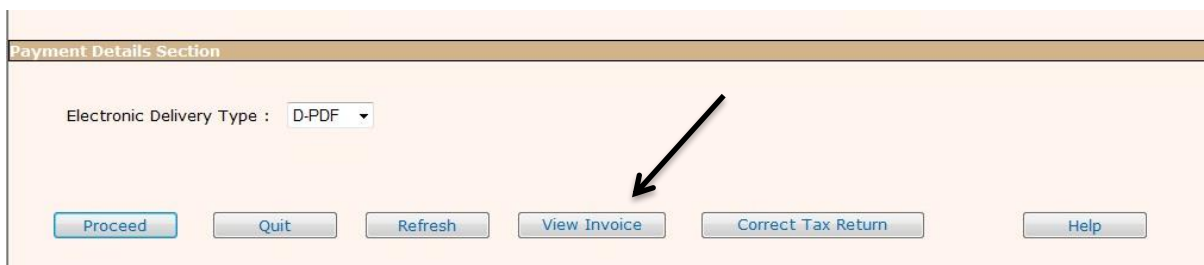 Payment Details Section
Electronic Delivery Type : D-PDF
Proceed Quit Refresh View Invoice Correct Tax Return Help